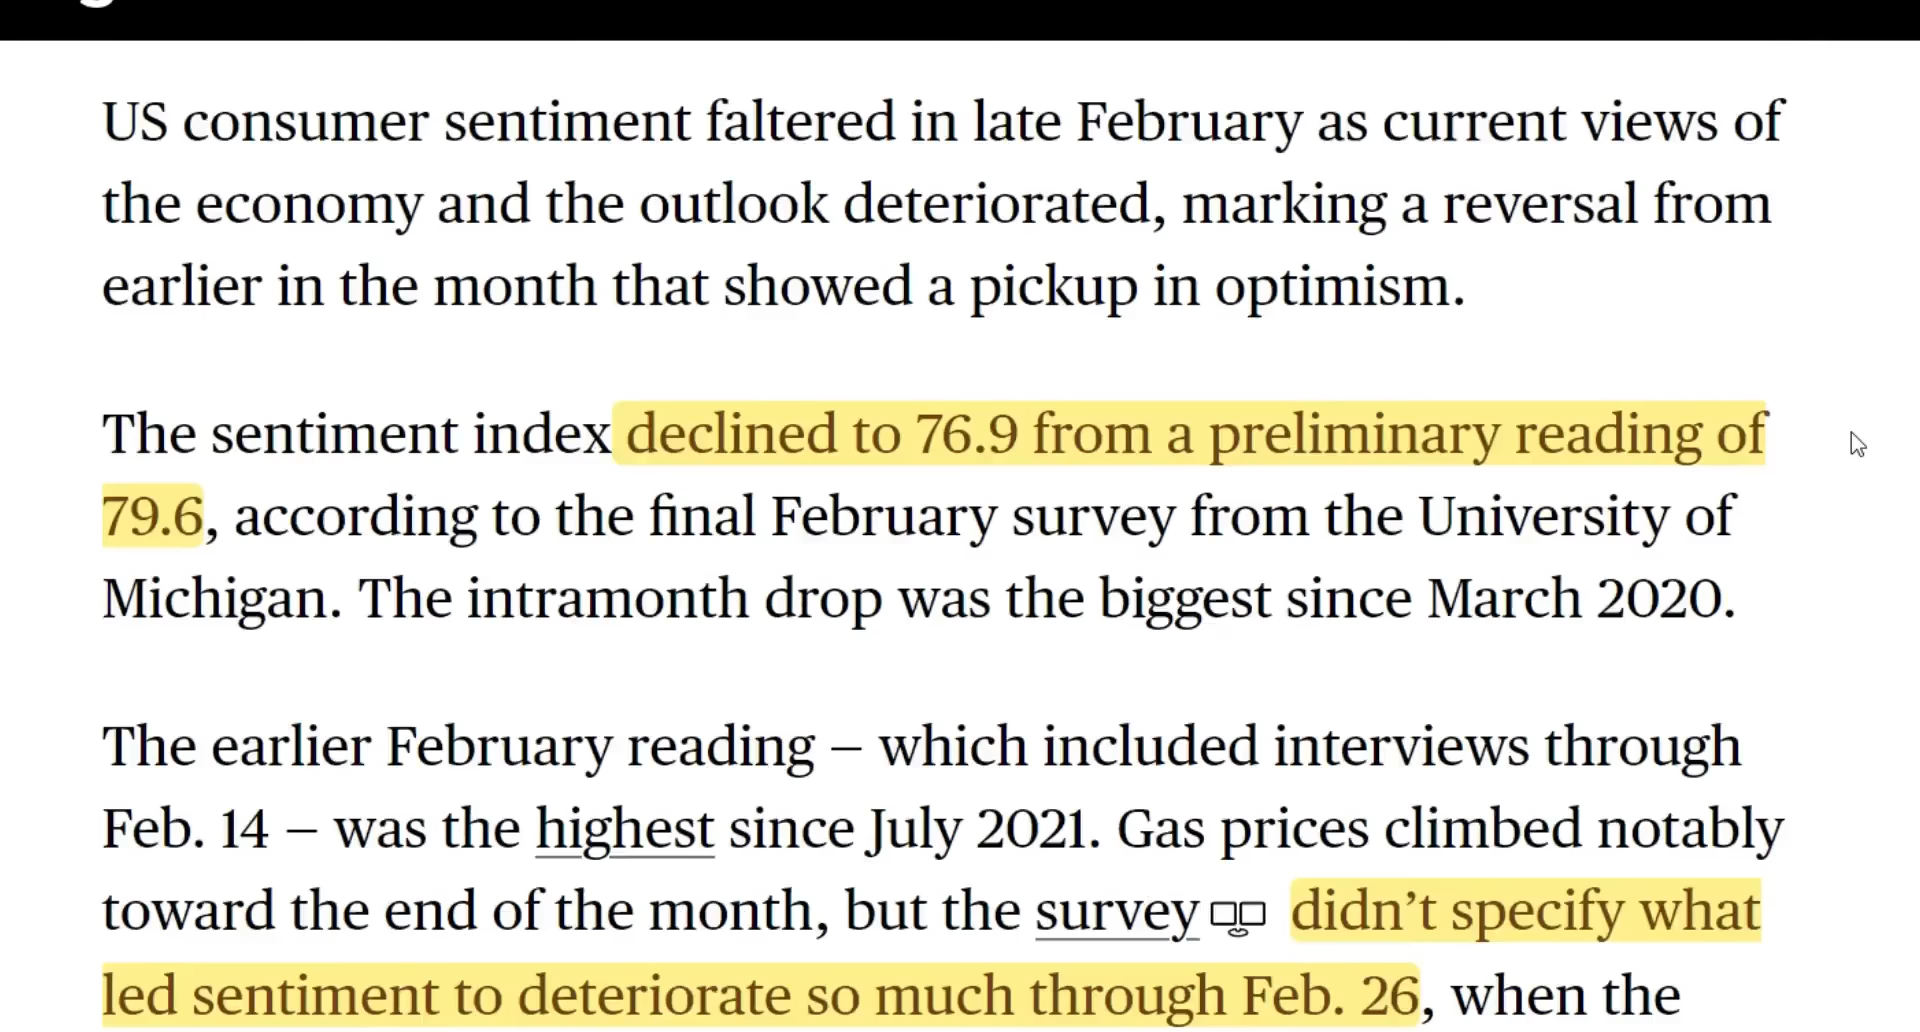 US consumer sentiment faltered in late February as current views of
the economy and the outlook deteriorated, marking a reversal from
earlier in the month that showed a pickup in optimism.
The sentiment index declined to 76.9 from a preliminary reading of
79.6, according to the final February survey from the University of
Michigan. The intramonth drop was the biggest since March 2020.
The earlier February reading – which included interviews through
Feb. 14 – was the highest since July 2021. Gas prices climbed notably
toward the end of the month, but the survey didn’t specify what
led sentiment to deteriorate so much through Feb. 26, when the